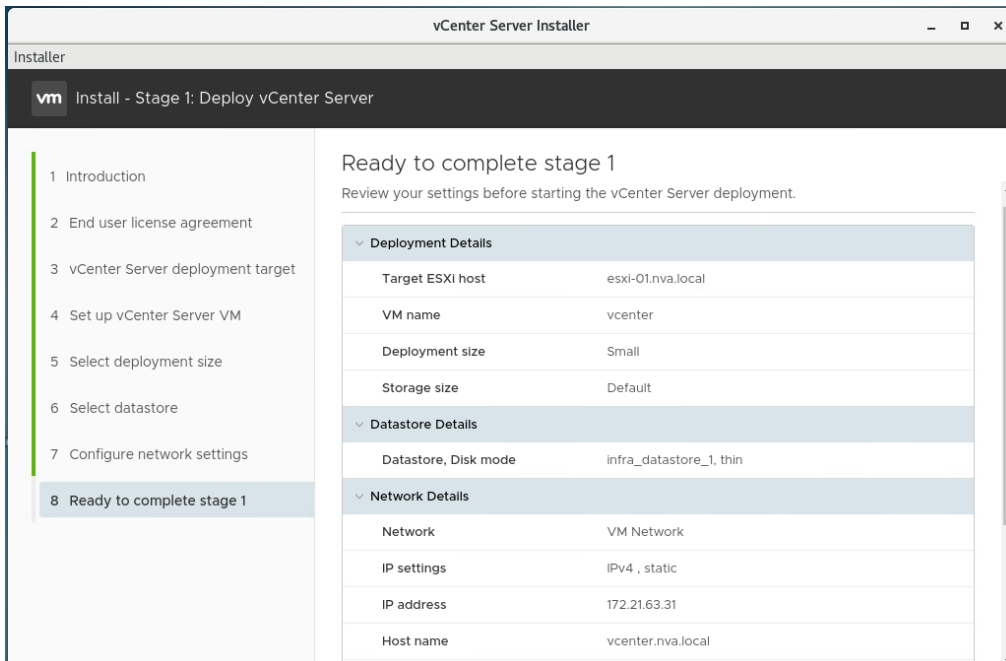 vCenter Server Installer
Installer
vm Install - Stage 1: Deploy vCenter Server
1 Introduction
2 End user license agreement
3 vCenter Server deployment target
4 Set up vCenter Server VM
5 Select deployment size
6 Select datastore
7 Configure network settings
8 Ready to complete stage 1
Ready to complete stage 1
Review your settings before starting the vCenter Server deployment.
Deployment Details
Target ESXi host esxi-01.nva.local
VM name vcenter
Deployment size Small
Storage size Default
Datastore Details
Datastore, Disk mode infra_datastore_1, thin
Network Details
Network VM Network
IP settings IPv4 , static
IP address 172.21.63.31
Host name vcenter.nva.local